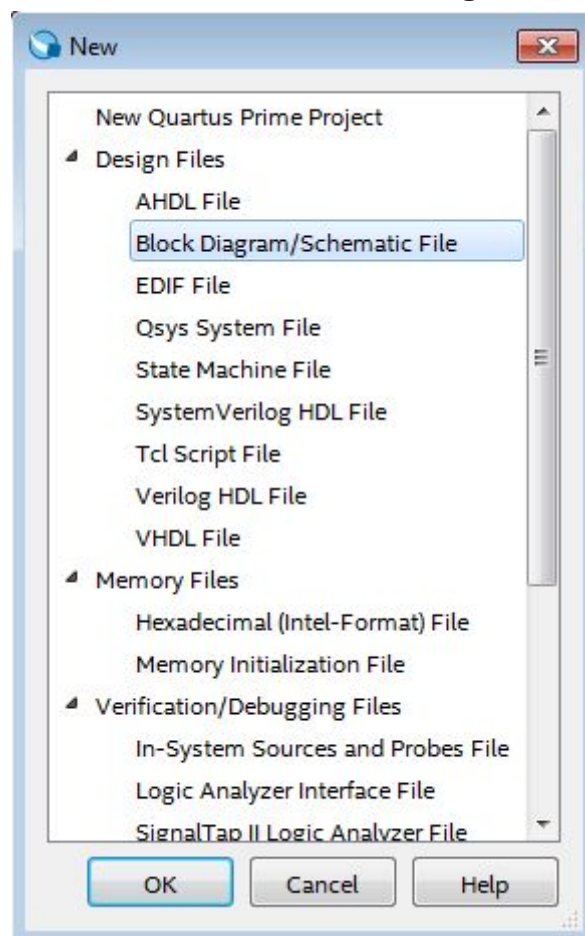 New
New Quartus Prime Project
Design Files
AHDL File
Block Diagram/Schematic File
EDIF File
Qsys System File
State Machine File
SystemVerilog HDL File
Tcl Script File
Verilog HDL File
VHDL File
Memory Files
Hexadecimal (Intel-Format) File
Memory Initialization File
Verification/Debugging Files
In-System Sources and Probes File
Logic Analyzer Interface File
SignalTap II Logic Analyzer File
OK Cancel Help